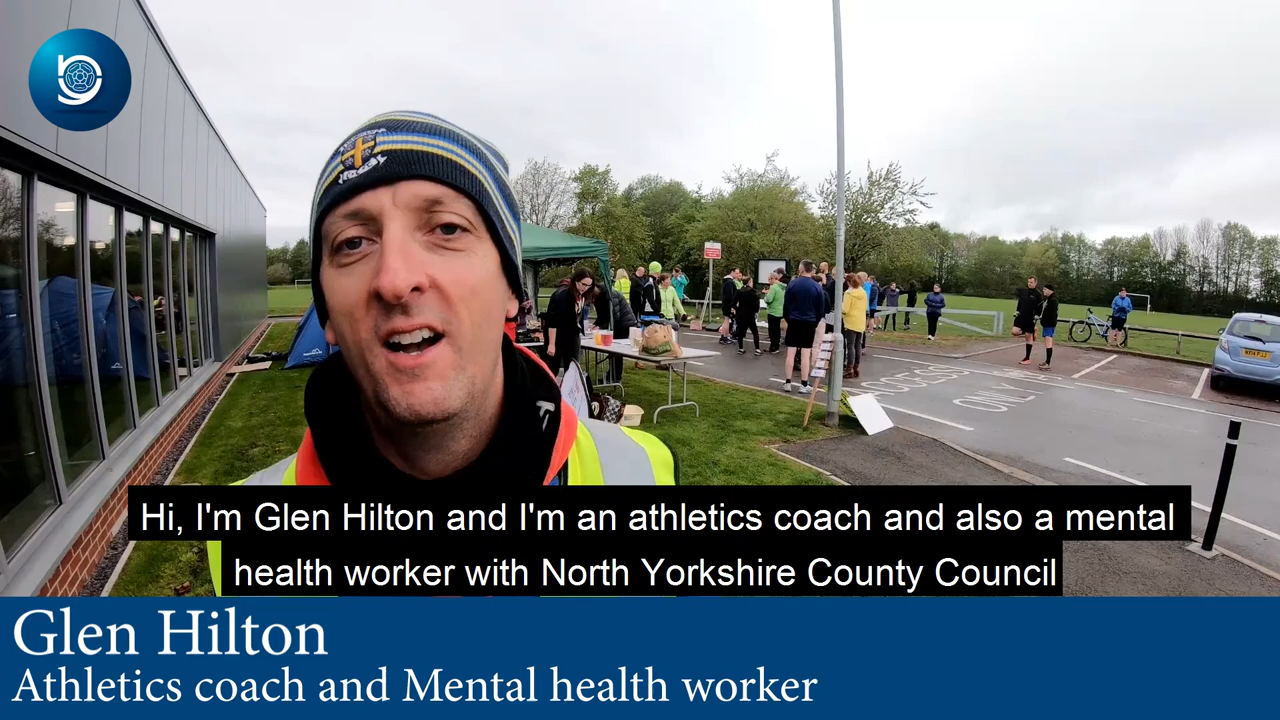 ACCESS
ONLY
Hi, I'm Glen Hilton and I'm an athletics coach and also a mental
health worker with North Yorkshire County Council
Glen Hilton
Athletics coach and Mental health worker